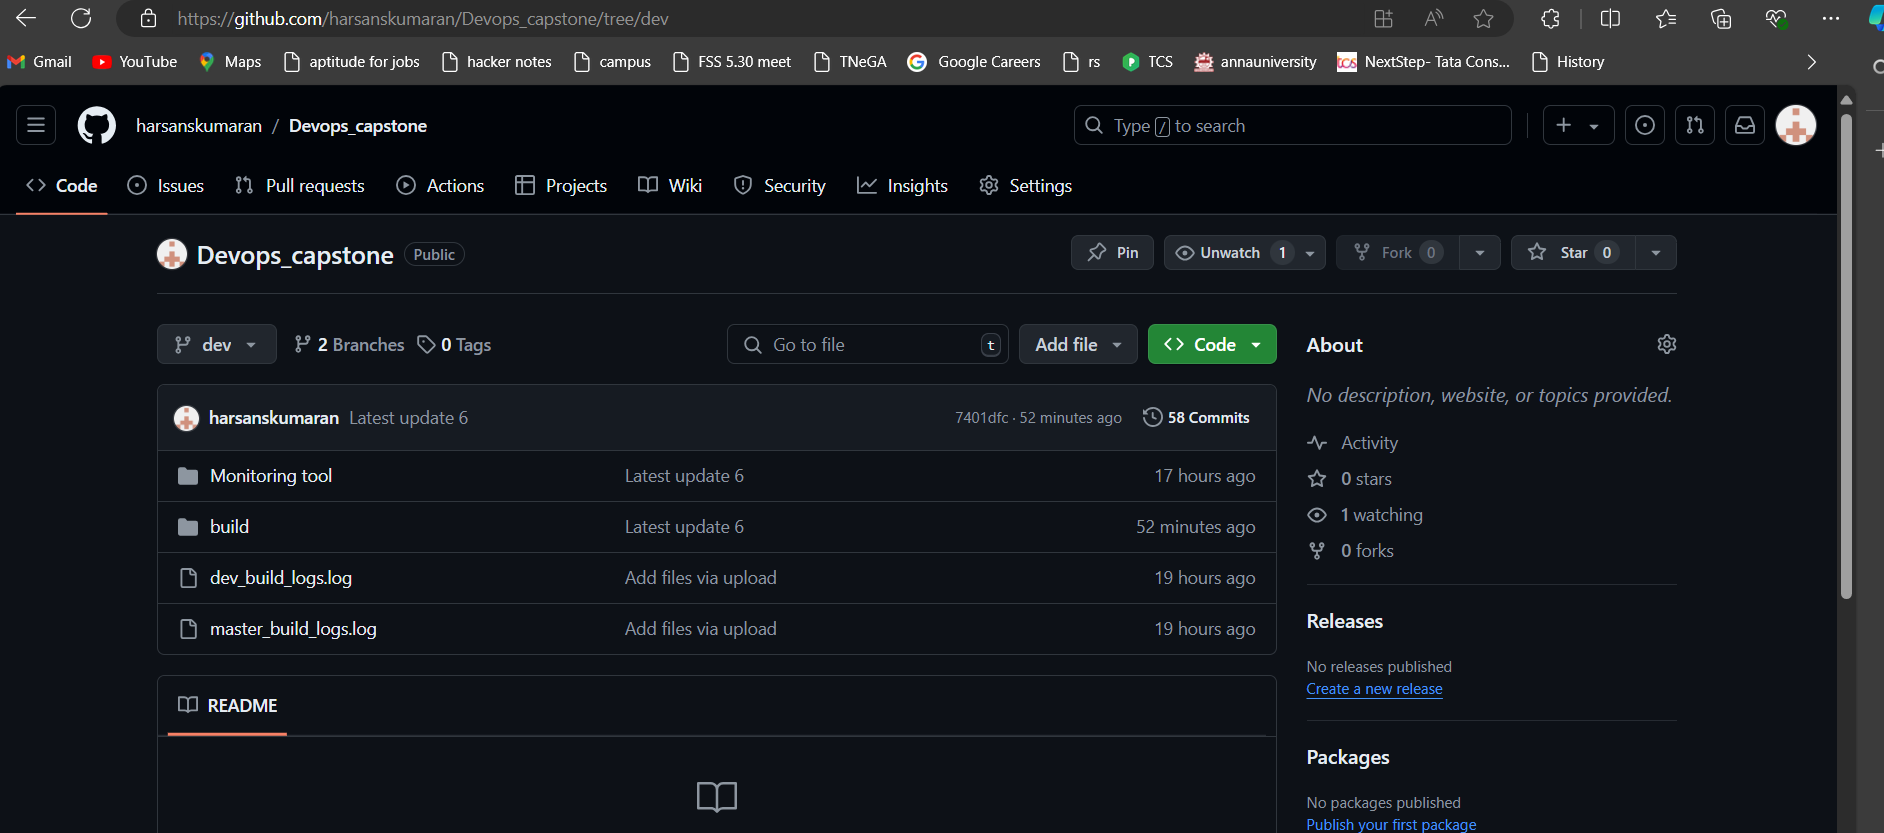 https://github.com/harsanskumaran/Devops_capstone/tree/dev
Gmail YouTube Maps aptitude for jobs hacker notes campus FSS 5.30 meet TNeGA Google Careers rs TCS annauniversity NextStep- Tata Cons... History
harsanskumaran / Devops_capstone
Type / to search
Code Issues Pull requests Actions Projects Wiki Security Insights Settings
Devops_capstone Public
Pin Unwatch 1 Fork 0 Star 0
dev 2 Branches 0 Tags
Go to file t Add file Code
harsanskumaran Latest update 6 7401dfc · 52 minutes ago 58 Commits
Monitoring tool Latest update 6 17 hours ago
build Latest update 6 52 minutes ago
dev_build_logs.log Add files via upload 19 hours ago
master_build_logs.log Add files via upload 19 hours ago
README
About
No description, website, or topics provided.
Activity
0 stars
1 watching
0 forks
Releases
No releases published
Create a new release
Packages
No packages published
Publish your first package